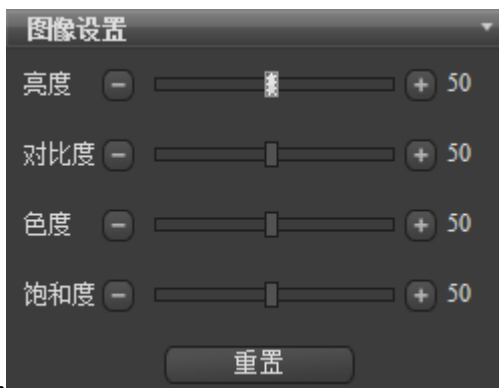 图像设置
亮度 - + 50
对比度 - + 50
色度 - + 50
饱和度 - + 50
重置